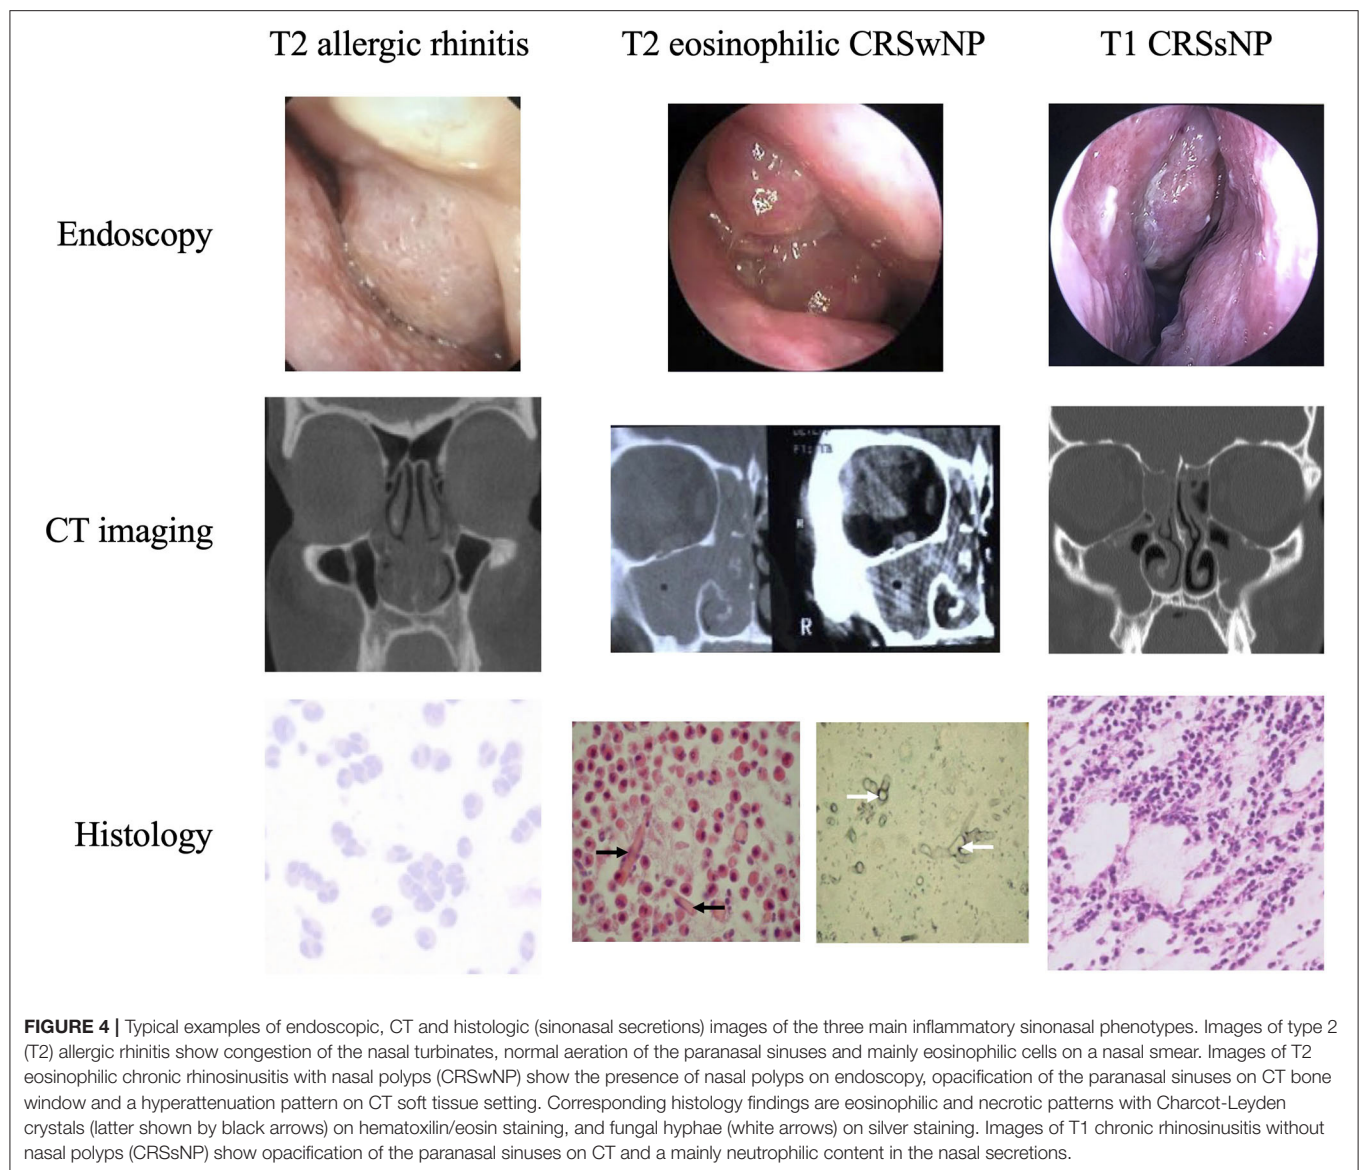 T2 allergic rhinitis T2 eosinophilic CRSwNP T1 CRSsNP
Endoscopy
CT imaging
R
R
Histology
FIGURE 4 | Typical examples of endoscopic, CT and histologic (sinonasal secretions) images of the three main inflammatory sinonasal phenotypes. Images of type 2
(T2) allergic rhinitis show congestion of the nasal turbinates, normal aeration of the paranasal sinuses and mainly eosinophilic cells on a nasal smear. Images of T2
eosinophilic chronic rhinosinusitis with nasal polyps (CRSwNP) show the presence of nasal polyps on endoscopy, opacification of the paranasal sinuses on CT bone
window and a hyperattenuation pattern on CT soft tissue setting. Corresponding histology findings are eosinophilic and necrotic patterns with Charcot-Leyden
crystals (latter shown by black arrows) on hematoxilin/eosin staining, and fungal hyphae (white arrows) on silver staining. Images of T1 chronic rhinosinusitis without
nasal polyps (CRSsNP) show opacification of the paranasal sinuses on CT and a mainly neutrophilic content in the nasal secretions.